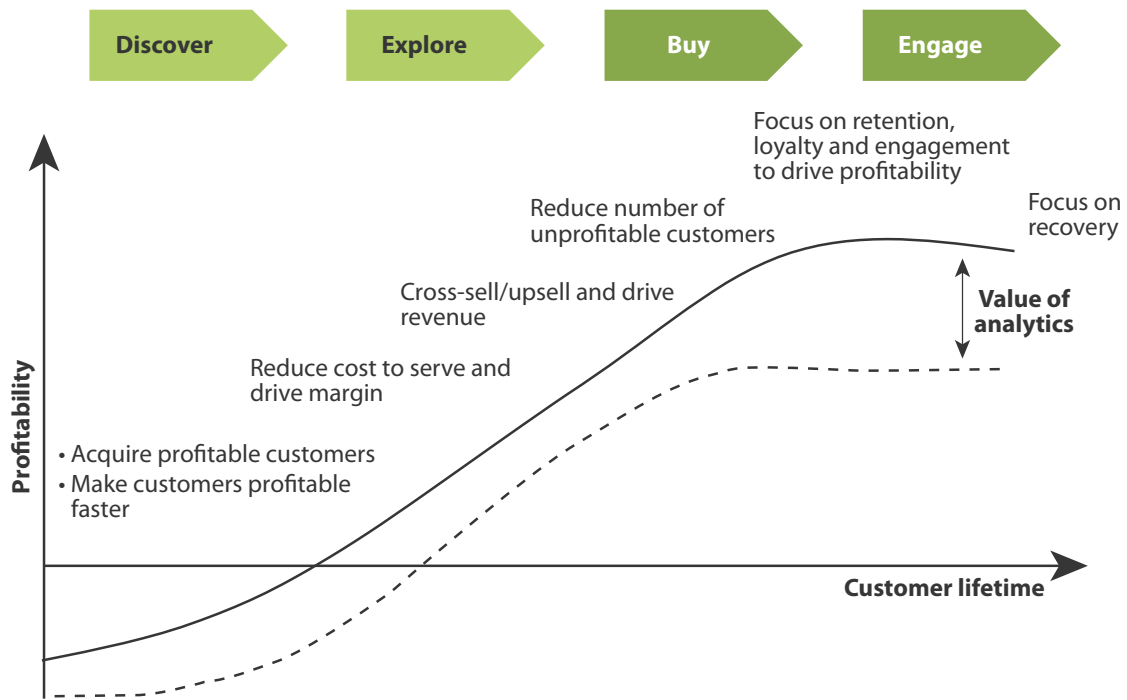 Discover
Explore
Buy
Engage
Focus on retention,
loyalty and engagement
to drive profitability
Focus on
recovery
Reduce number of
unprofitable customers
Cross-sell/upsell and drive
revenue
Value of
analytics
Reduce cost to serve and
drive margin
• Acquire profitable customers
• Make customers profitable
faster
Profitability
Customer lifetime